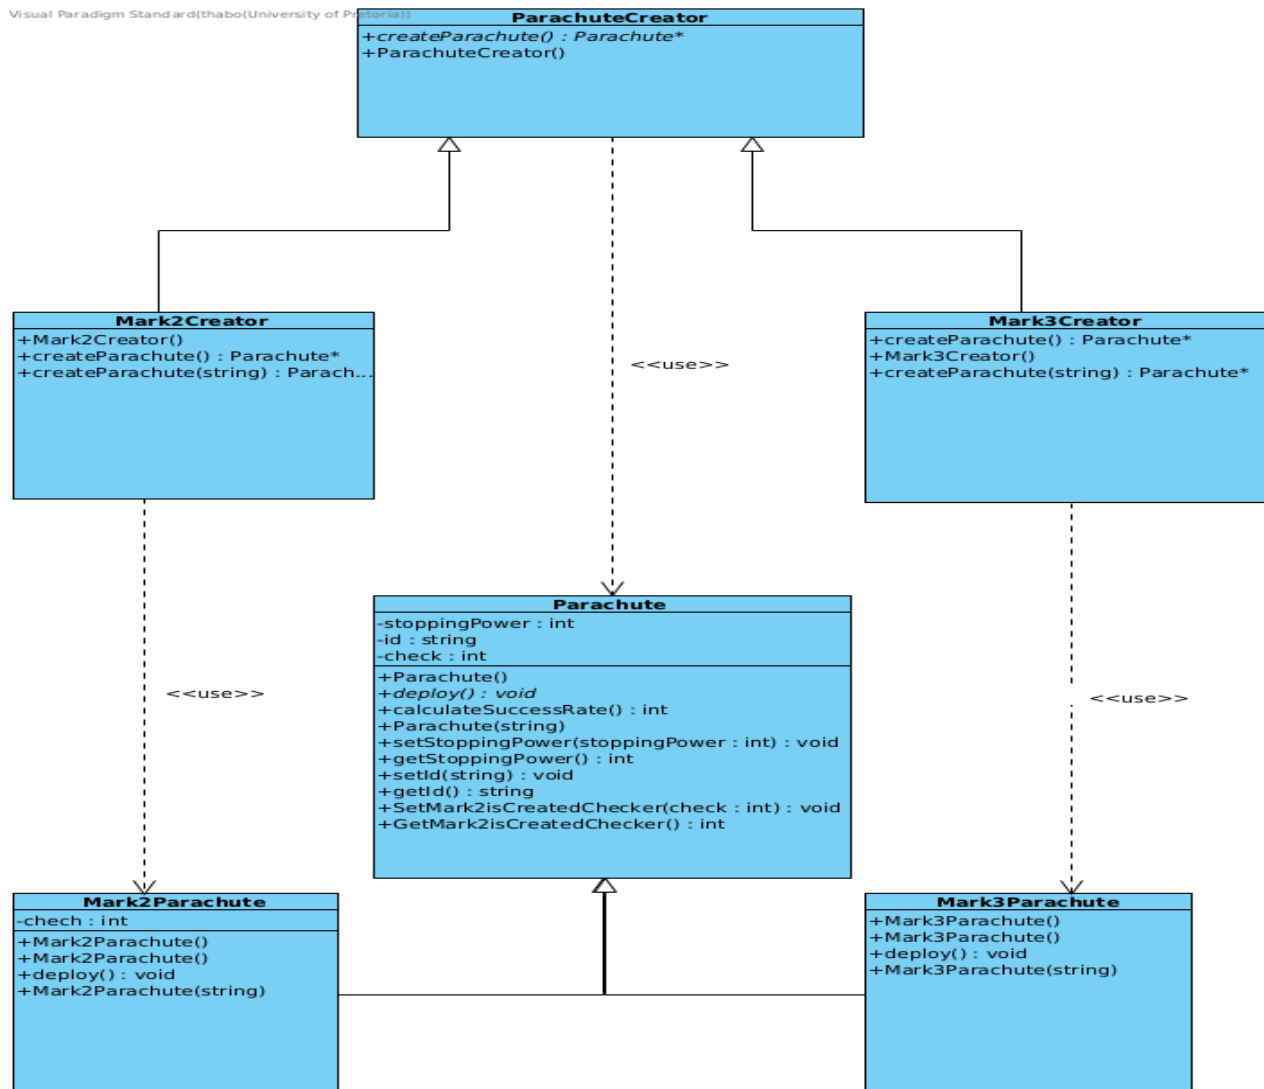 Visual Paradigm Standard(thabo(University of Pretoria))
ParachuteCreator
+createParachute() : Parachute*
+ParachuteCreator()
Mark2Creator
+Mark2Creator()
+createParachute() : Parachute*
+createParachute(string) : Parach...
Mark3Creator
+createParachute() : Parachute*
+Mark3Creator()
+createParachute(string) : Parachute*
<<use>>
Parachute
-stoppingPower : int
-id : string
-check : int
+Parachute()
+deploy() : void
+calculateSuccessRate() : int
+Parachute(string)
+setStoppingPower(stoppingPower : int) : void
+getStoppingPower() : int
+setId(string) : void
+getId() : string
+SetMark2isCreatedChecker(check : int) : void
+GetMark2isCreatedChecker() : int
<<use>>
<<use>>
Mark2Parachute
-chech : int
+Mark2Parachute()
+Mark2Parachute()
+deploy() : void
+Mark2Parachute(string)
Mark3Parachute
+Mark3Parachute()
+Mark3Parachute()
+deploy() : void
+Mark3Parachute(string)